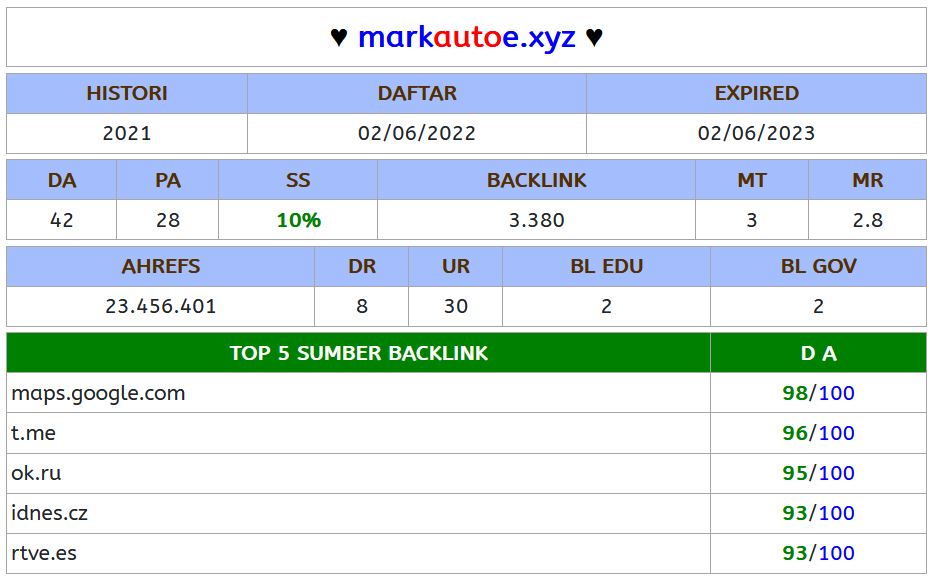 ♥ markautoe.xyz ♥
HISTORI DAFTAR EXPIRED
2021 02/06/2022 02/06/2023
DA PA SS BACKLINK MT MR
42 28 10% 3.380 3 2.8
AHREFS DR UR BL EDU BL GOV
23.456.401 8 30 2 2
TOP 5 SUMBER BACKLINK D A
maps.google.com 98/100
t.me 96/100
ok.ru 95/100
idnes.cz 93/100
rtve.es 93/100